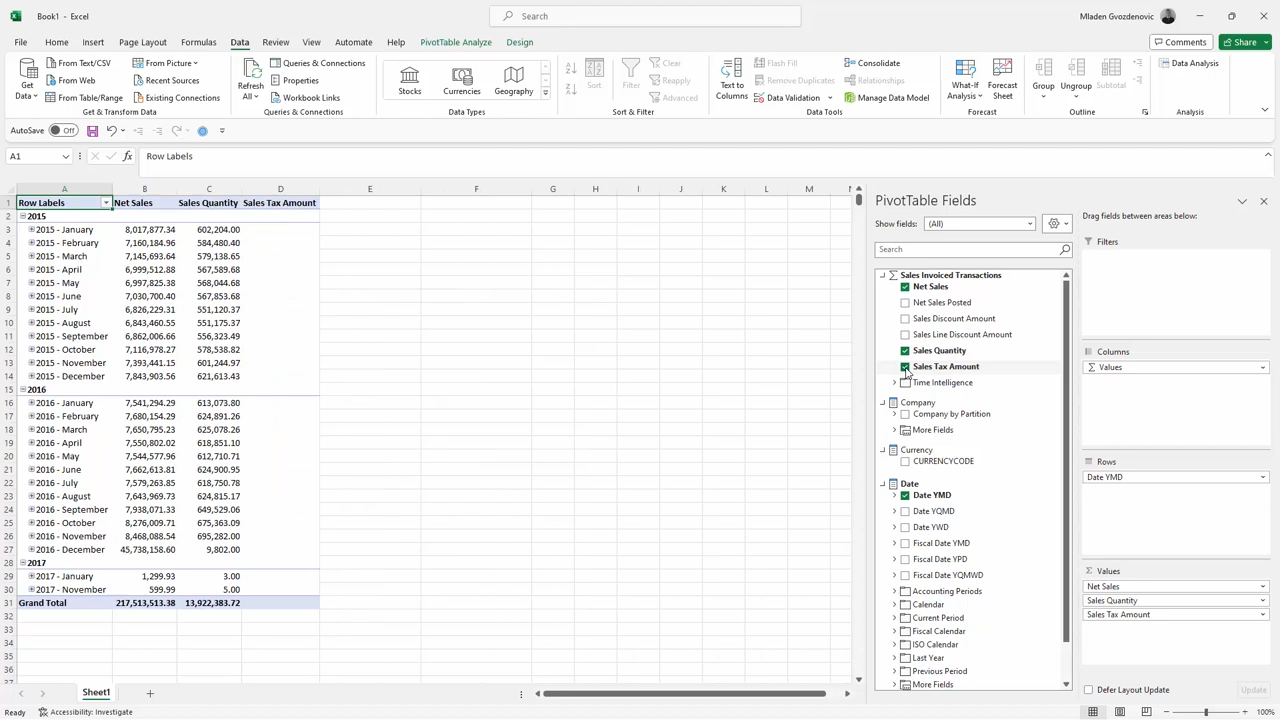 Book1 - Excel
Search
Mladen Gvozdenovic
File Home Insert Page Layout Formulas Data Review View Automate Help PivotTable Analyze Design
Comments Share
Get Data
From Text/CSV
From Web
From Table/Range
From Picture
Recent Sources
Existing Connections
Get & Transform Data
Refresh All
Queries & Connections
Properties
Workbook Links
Queries & Connections
Stocks Currencies Geography
Data Types
Sort Filter
Clear
Reapply
Advanced
Sort & Filter
Text to Columns
Flash Fill
Remove Duplicates
Data Validation
Consolidate
Relationships
Manage Data Model
Data Tools
What-If Analysis
Forecast Sheet
Forecast
Group Ungroup Subtotal
Outline
Data Analysis
Analysis
AutoSave Off
A1 fx Row Labels
A B C D E F G H I J K L M
1 Row Labels Net Sales Sales Quantity Sales Tax Amount
2 2015
3 2015 - January 8,017,877.34 602,204.00
4 2015 - February 7,160,184.96 584,480.40
5 2015 - March 7,145,693.64 579,138.65
6 2015 - April 6,999,512.88 567,589.68
7 2015 - May 6,997,825.38 568,044.68
8 2015 - June 7,030,700.40 567,853.68
9 2015 - July 6,826,229.31 551,120.37
10 2015 - August 6,843,460.55 551,175.37
11 2015 - September 6,862,006.66 556,323.49
12 2015 - October 7,116,978.27 578,538.82
13 2015 - November 7,393,441.15 601,244.97
14 2015 - December 7,843,903.56 621,613.43
15 2016
16 2016 - January 7,541,294.29 613,073.80
17 2016 - February 7,680,154.29 624,891.26
18 2016 - March 7,650,795.23 625,078.26
19 2016 - April 7,550,802.02 618,851.10
20 2016 - May 7,544,577.96 622,710.71
21 2016 - June 7,662,613.81 624,900.95
22 2016 - July 7,579,263.85 618,750.78
23 2016 - August 7,643,969.73 624,815.17
24 2016 - September 7,938,071.33 649,529.06
25 2016 - October 8,276,009.71 675,363.09
26 2016 - November 8,468,088.54 695,282.00
27 2016 - December 45,738,158.60 9,802.00
28 2017
29 2017 - January 1,299.93 3.00
30 2017 - November 599.99 5.00
31 Grand Total 217,513,513.38 13,922,383.72
32
33
34
35
36
37
PivotTable Fields
Show fields: (All)
Search
Sales Invoiced Transactions
Net Sales
Net Sales Posted
Sales Discount Amount
Sales Line Discount Amount
Sales Quantity
Sales Tax Amount
Time Intelligence
Company
Company by Partition
More Fields
Currency
CURRENCYCODE
Date
Date YMD
Date YQMD
Date YWD
Fiscal Date YMD
Fiscal Date YPD
Fiscal Date YQMWD
Accounting Periods
Calendar
Current Period
Fiscal Calendar
ISO Calendar
Last Year
Previous Period
More Fields
Drag fields between areas below:
Filters
Columns
Σ Values
Rows
Date YMD
Σ Values
Net Sales
Sales Quantity
Sales Tax Amount
Defer Layout Update
Update
Sheet1
Ready Accessibility: Investigate
100%